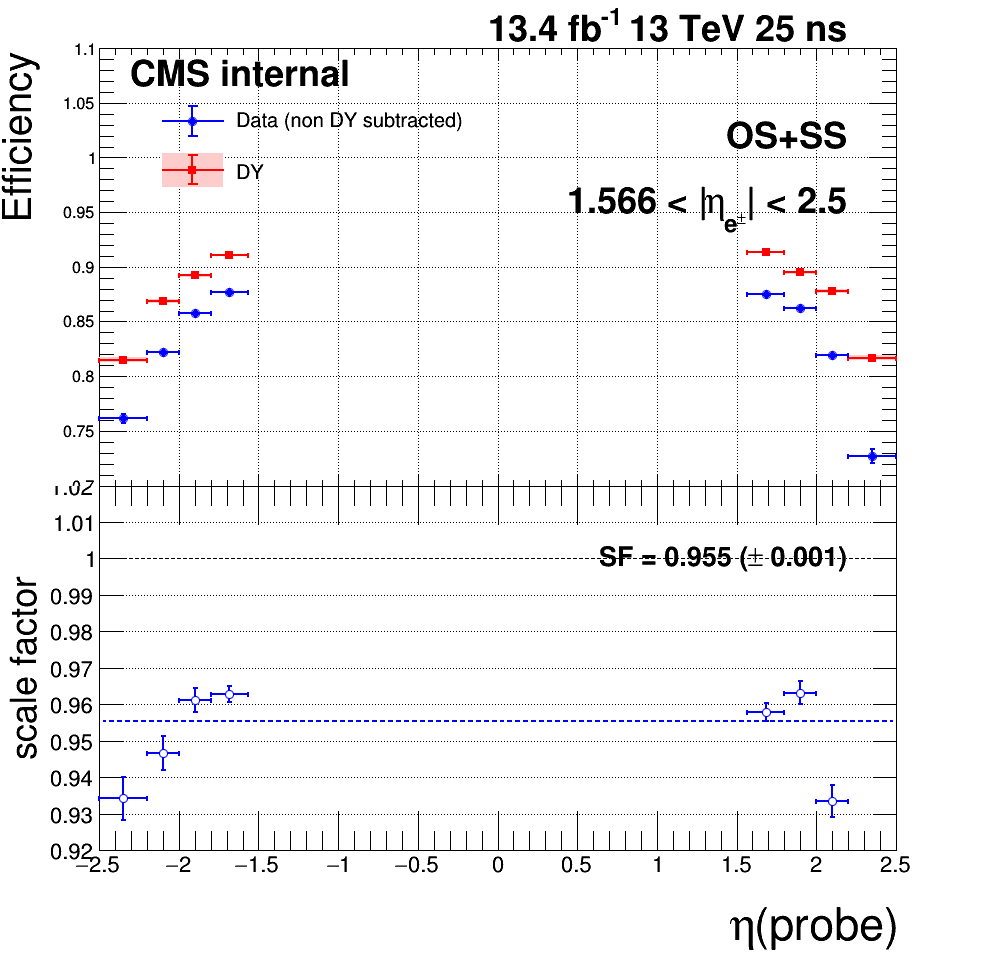 13.4 fb⁻¹ 13 TeV 25 ns
Efficiency
1.1
1.05
1
0.95
0.9
0.85
0.8
0.75
CMS internal
Data (non DY subtracted)
DY
OS+SS
1.566 < |η_e±| < 2.5
scale factor
1.02
1.01
1
0.99
0.98
0.97
0.96
0.95
0.94
0.93
0.92
SF = 0.955 (± 0.001)
−2.5 −2 −1.5 −1 −0.5 0 0.5 1 1.5 2 2.5
η(probe)